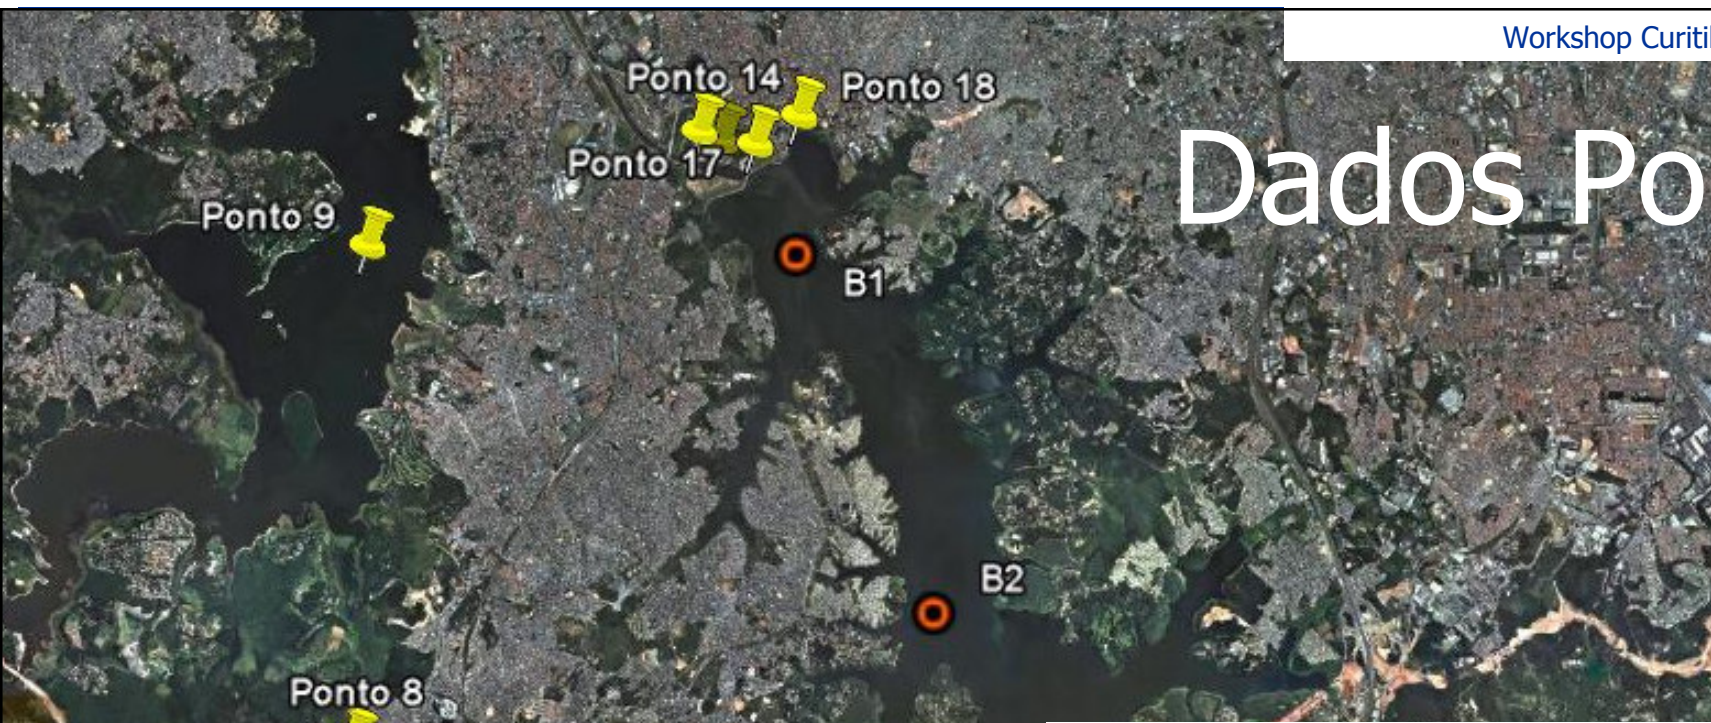 Workshop Curiti
Ponto 14
Ponto 18
Dados Po
Ponto 17
Ponto 9
B1
B2
Ponto 8